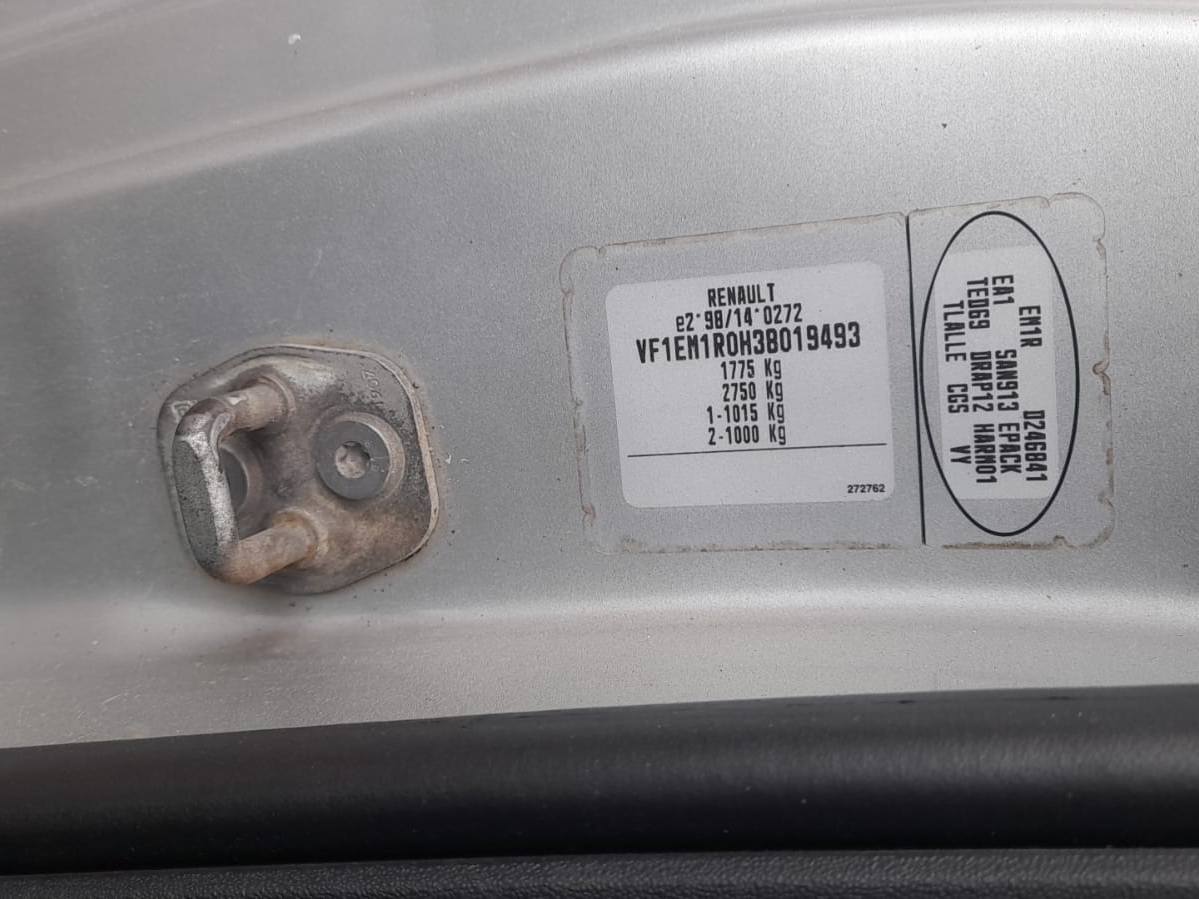 RENAULT
e2*98/14*0272
VF1EM1R0H38019493
1775 Kg
2750 Kg
1-1015 Kg
2-1000 Kg
272762
EM1R D246841
EA1 SAN913 EPACK
TED69 DRAP12 HARM01
TLALLE CGS VY